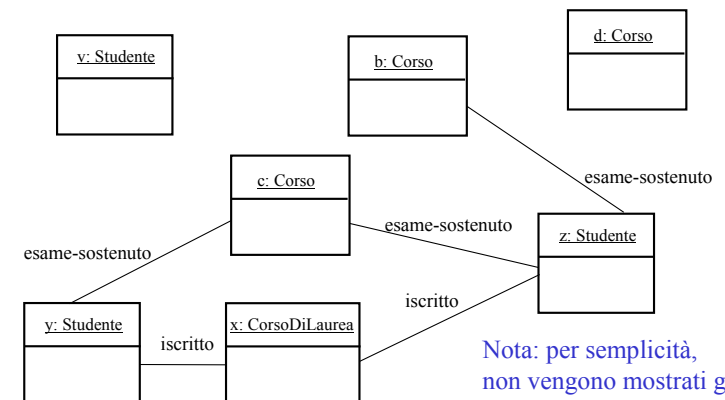 d: Corso
v: Studente
b: Corso
esame-sostenuto
c: Corso
esame-sostenuto
z: Studente
esame-sostenuto
iscritto
y: Studente
x: CorsoDiLaurea
iscritto
Nota: per semplicità,
non vengono mostrati g